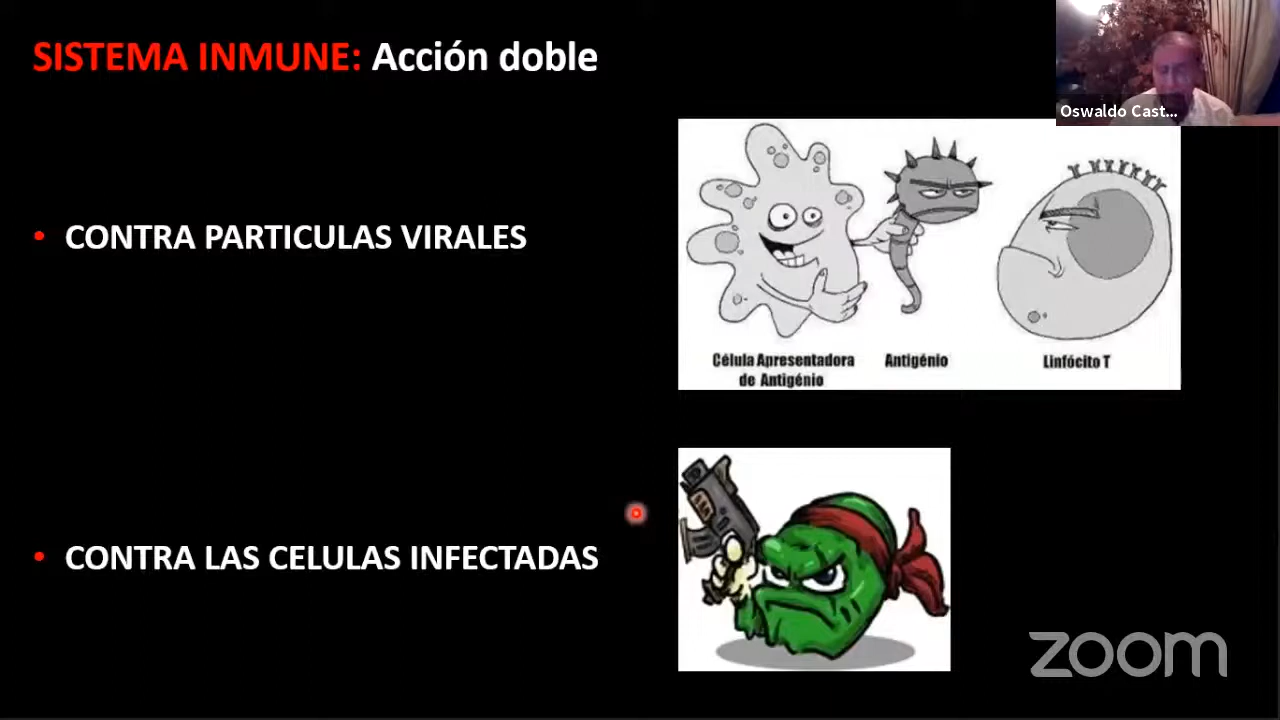 SISTEMA INMUNE: Acción doble
Oswaldo Cast...
• CONTRA PARTICULAS VIRALES
Célula Apresentadora
de Antigénio
Antigénio
Linfócito T
• CONTRA LAS CELULAS INFECTADAS
zoom